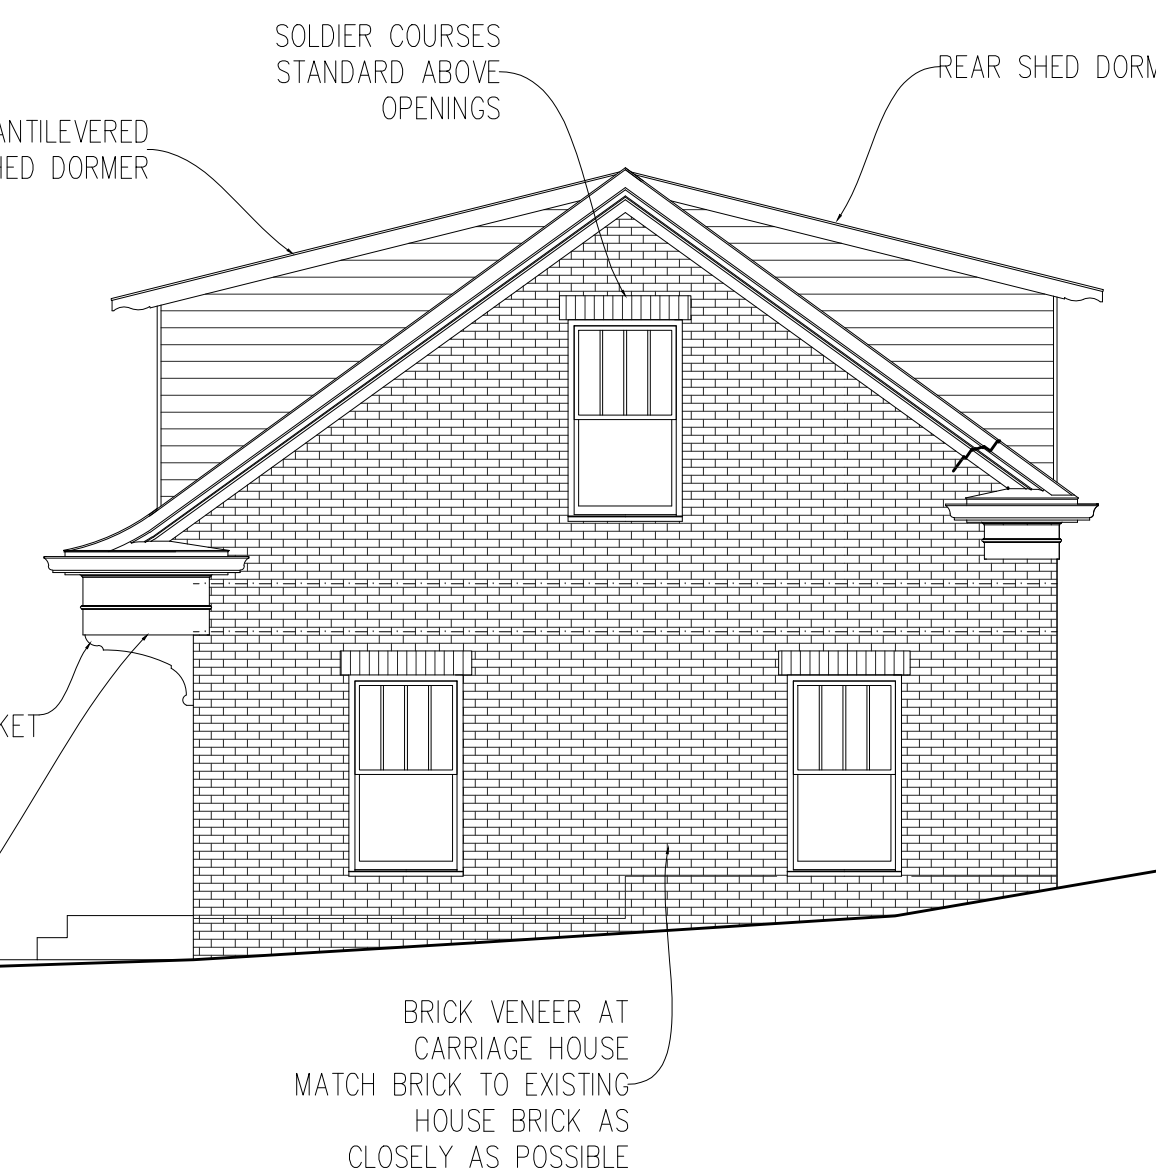 SOLDIER COURSES
STANDARD ABOVE
OPENINGS
REAR SHED DORM
ANTILEVERED
HED DORMER
KET
BRICK VENEER AT
CARRIAGE HOUSE
MATCH BRICK TO EXISTING
HOUSE BRICK AS
CLOSELY AS POSSIBLE